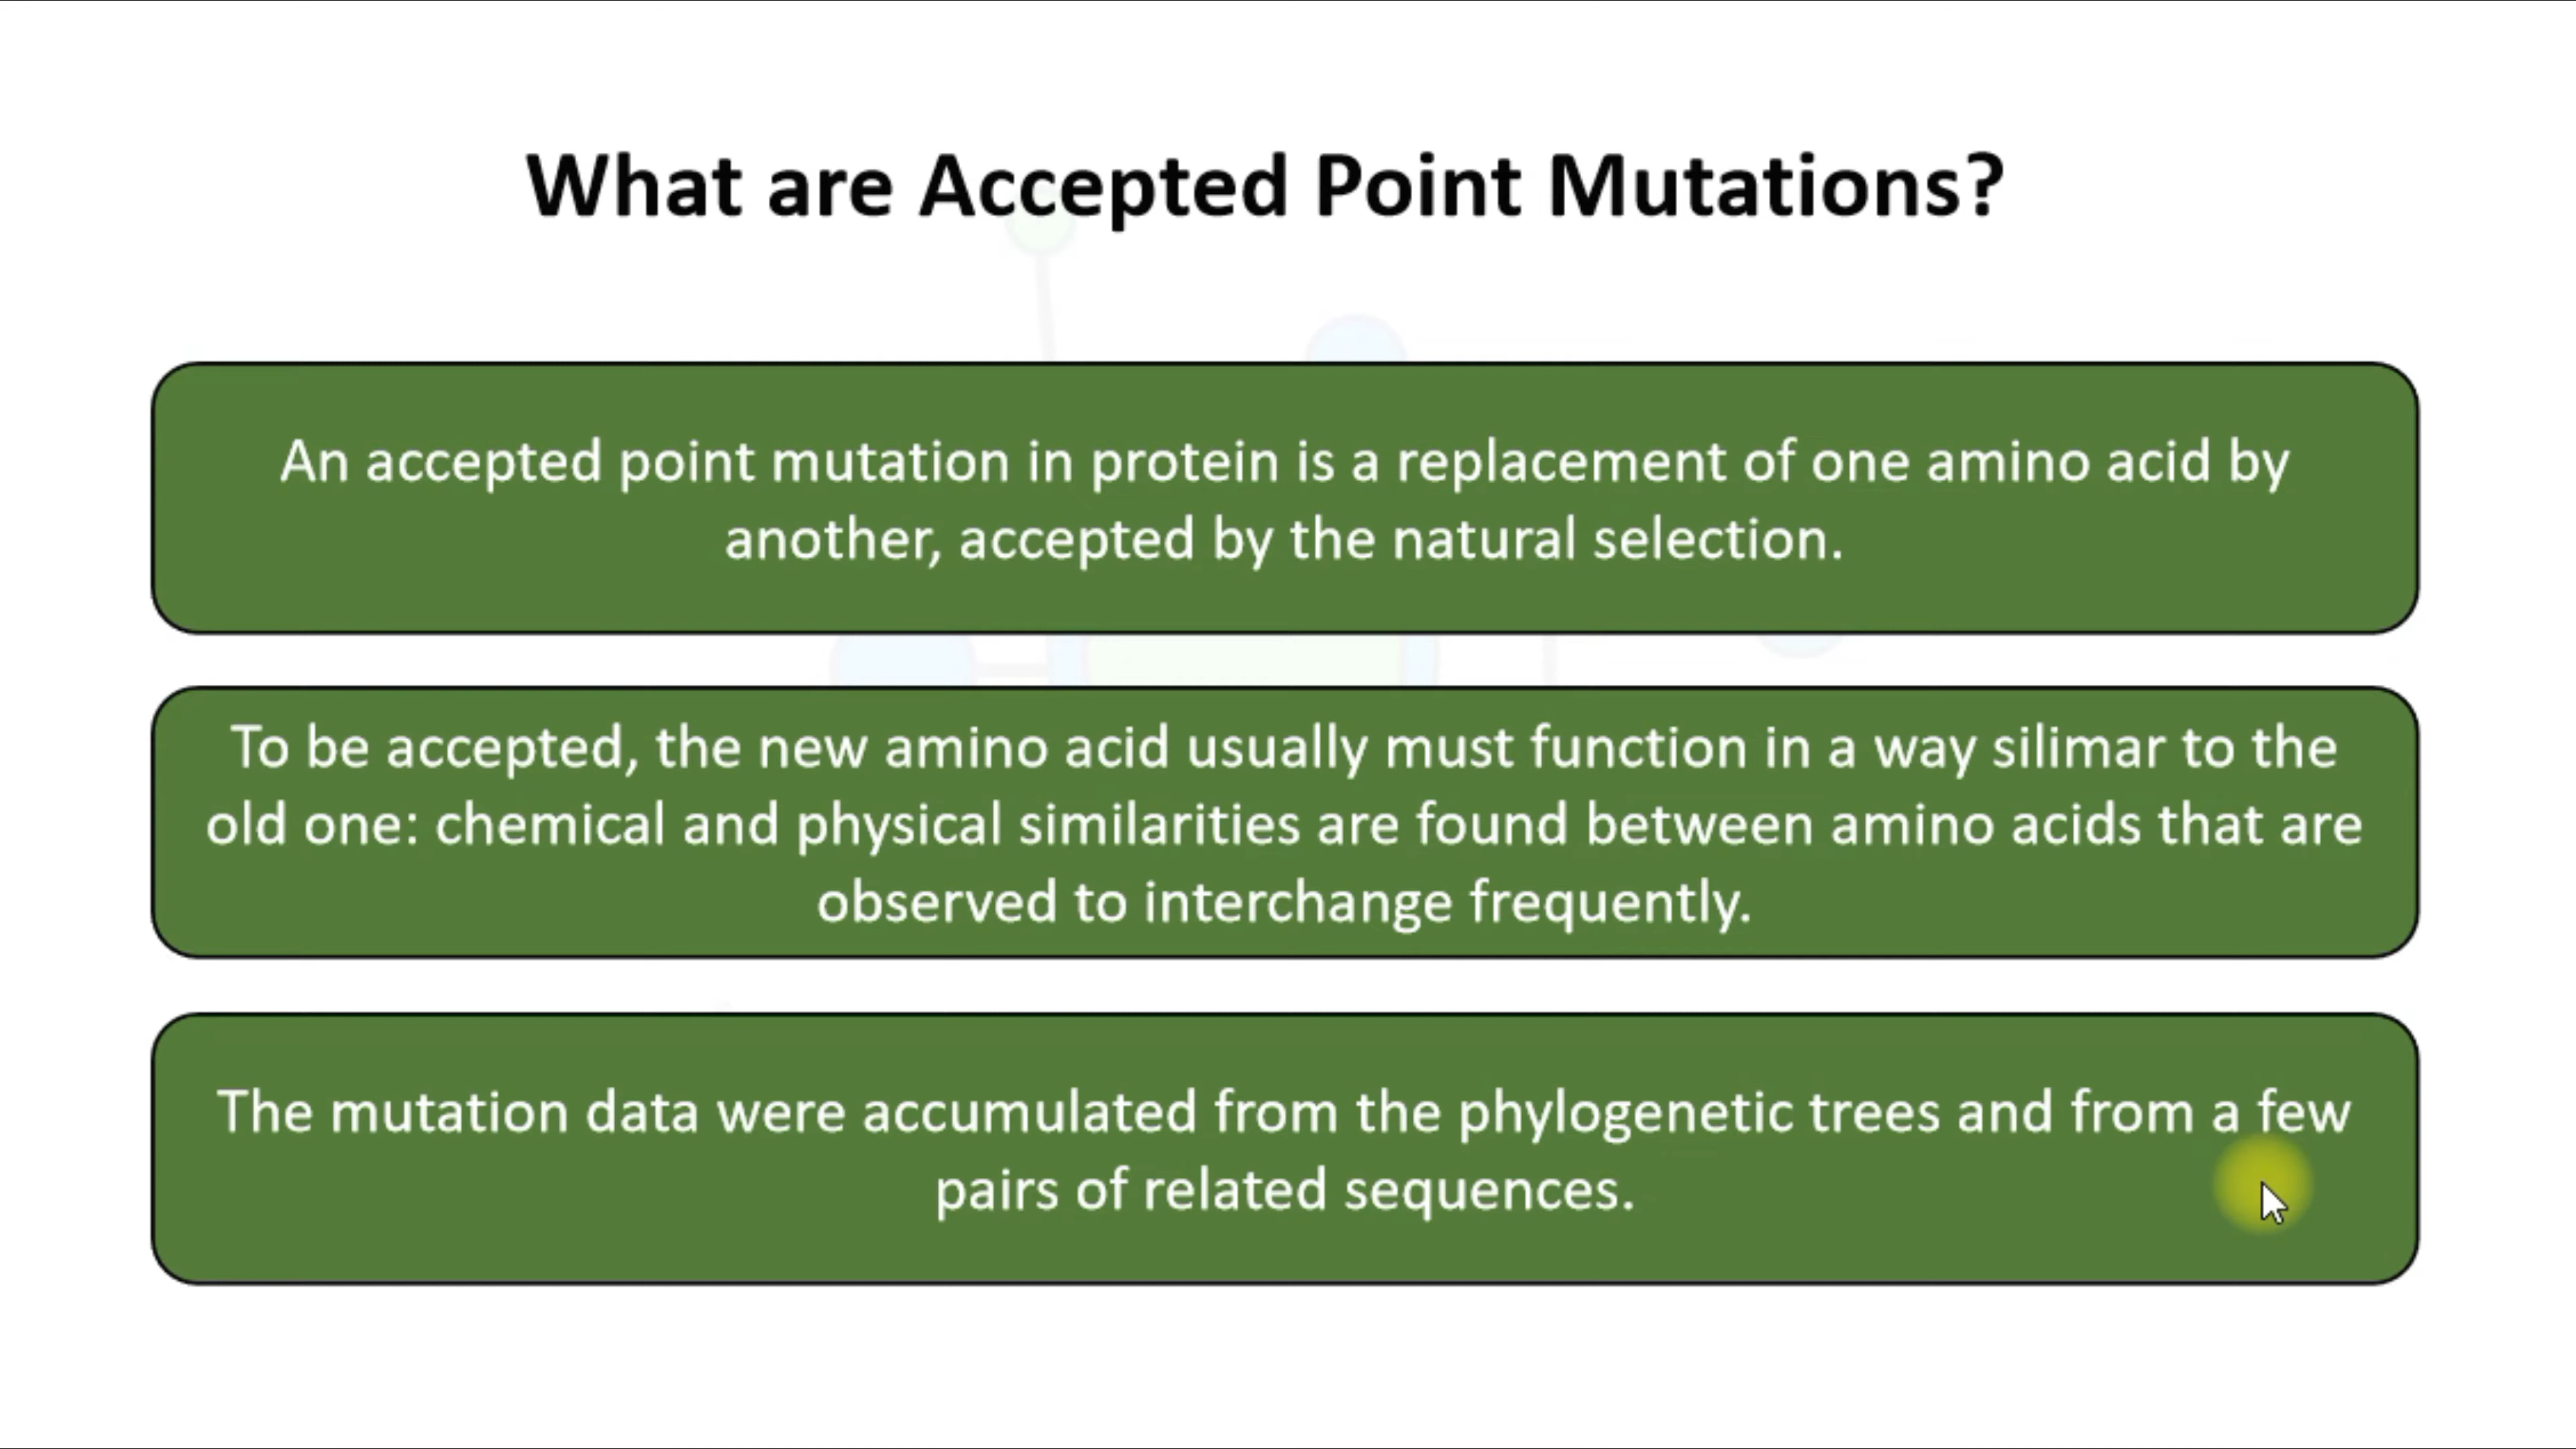 What are Accepted Point Mutations?
An accepted point mutation in protein is a replacement of one amino acid by
another, accepted by the natural selection.
To be accepted, the new amino acid usually must function in a way silimar to the
old one: chemical and physical similarities are found between amino acids that are
observed to interchange frequently.
The mutation data were accumulated from the phylogenetic trees and from a few
pairs of related sequences.